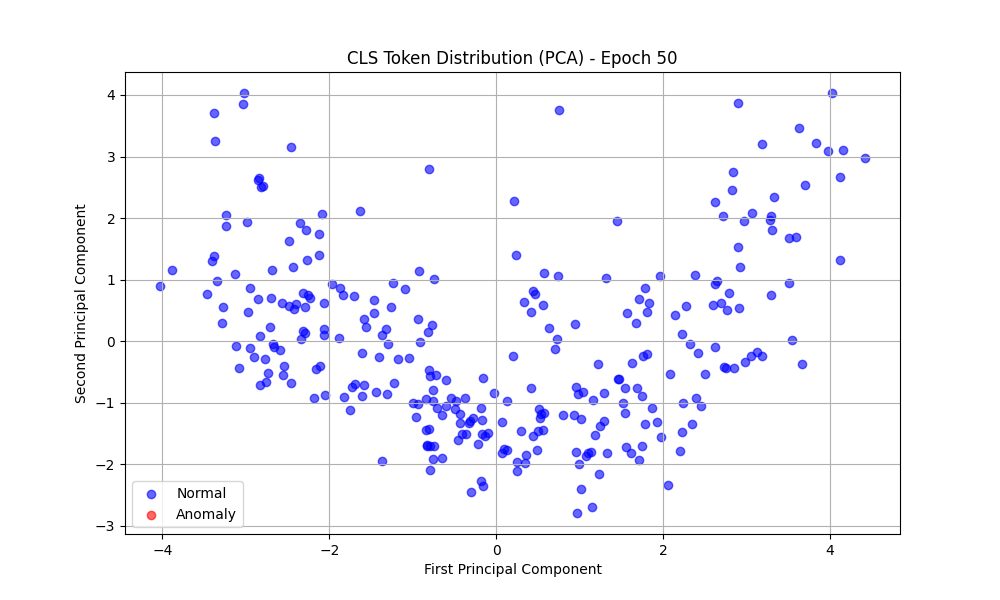 CLS Token Distribution (PCA) - Epoch 50
Second Principal Component
4
3
2
1
0
−1
−2
−3
Normal
Anomaly
−4 −2 0 2 4
First Principal Component